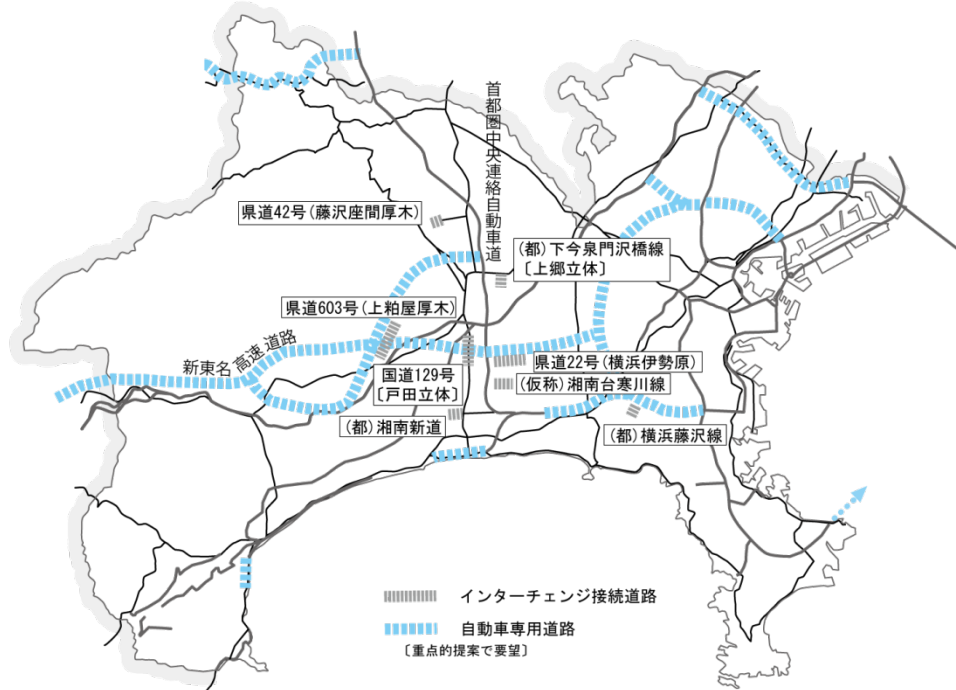 首都圏中央連絡自動車道
県道42号(藤沢座間厚木)
(都)下今泉門沢橋線
〔上郷立体〕
県道603号(上粕屋厚木)
新東名高速道路
国道129号
〔戸田立体〕
県道22号(横浜伊勢原)
(仮称)湘南台寒川線
(都)湘南新道
(都)横浜藤沢線
インターチェンジ接続道路
自動車専用道路
〔重点的提案で要望〕